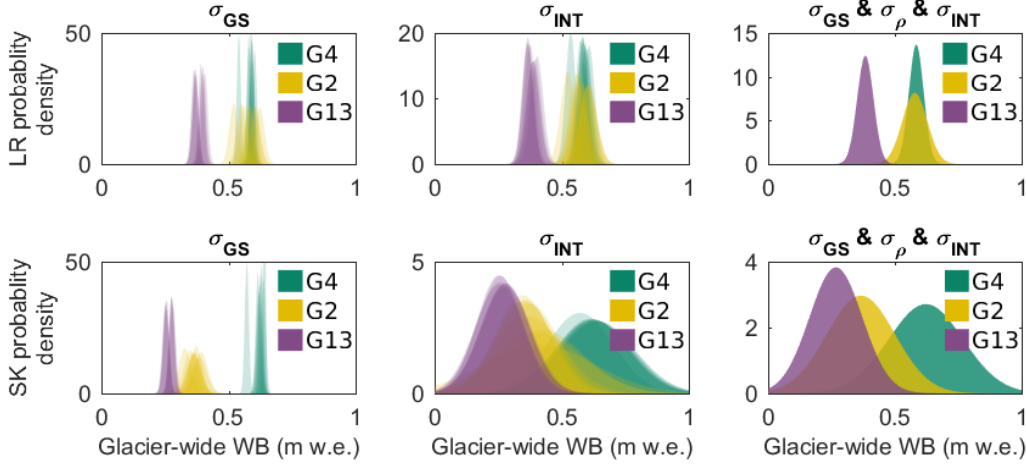 σGS
σINT
σGS & σρ & σINT
LR probablity
density
50
0
0
0.5
1
G4
G2
G13
20
10
0
0
0.5
1
G4
G2
G13
15
10
5
0
0
0.5
1
G4
G2
G13
σGS
σINT
σGS & σρ & σINT
SK probablity
density
50
0
0
0.5
1
G4
G2
G13
5
0
0
0.5
1
G4
G2
G13
4
2
0
0
0.5
1
G4
G2
G13
Glacier-wide WB (m w.e.)
Glacier-wide WB (m w.e.)
Glacier-wide WB (m w.e.)